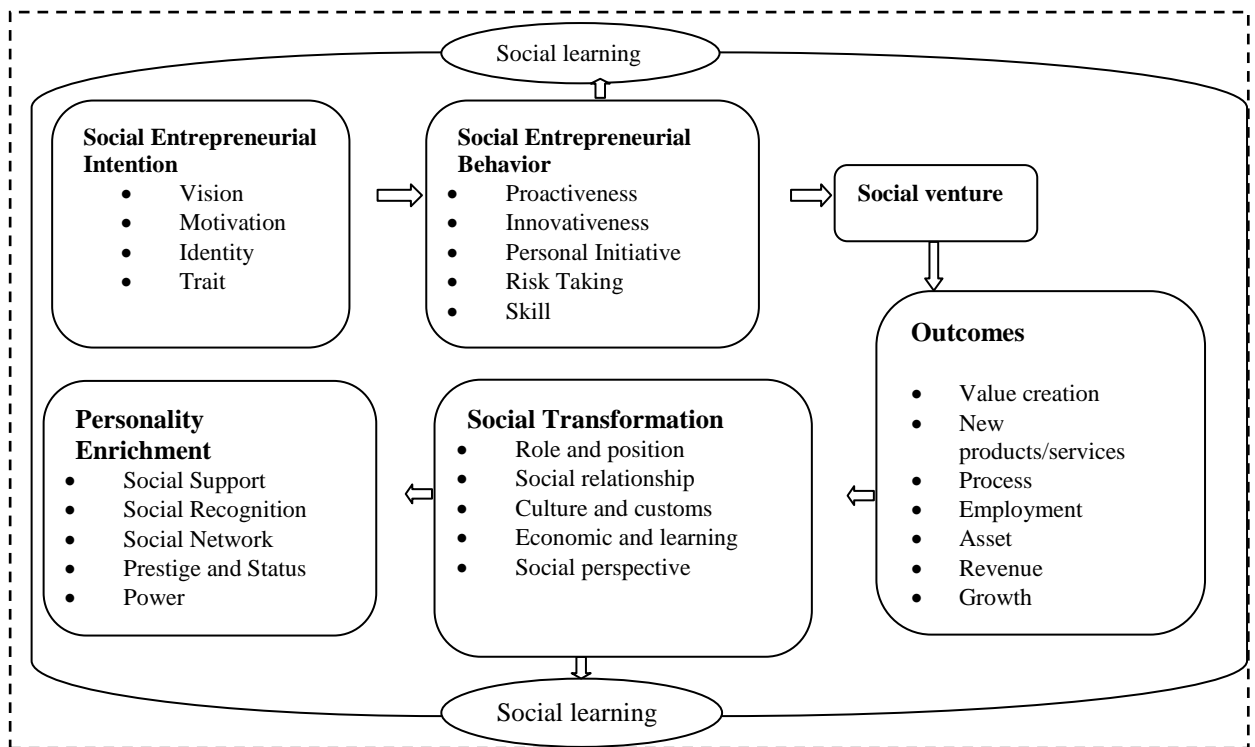 Social learning
Social Entrepreneurial
Intention
• Vision
• Motivation
• Identity
• Trait
Social Entrepreneurial
Behavior
• Proactiveness
• Innovativeness
• Personal Initiative
• Risk Taking
• Skill
Social venture
Outcomes
• Value creation
• New
products/services
• Process
• Employment
• Asset
• Revenue
• Growth
Social Transformation
• Role and position
• Social relationship
• Culture and customs
• Economic and learning
• Social perspective
Personality
Enrichment
• Social Support
• Social Recognition
• Social Network
• Prestige and Status
• Power
Social learning